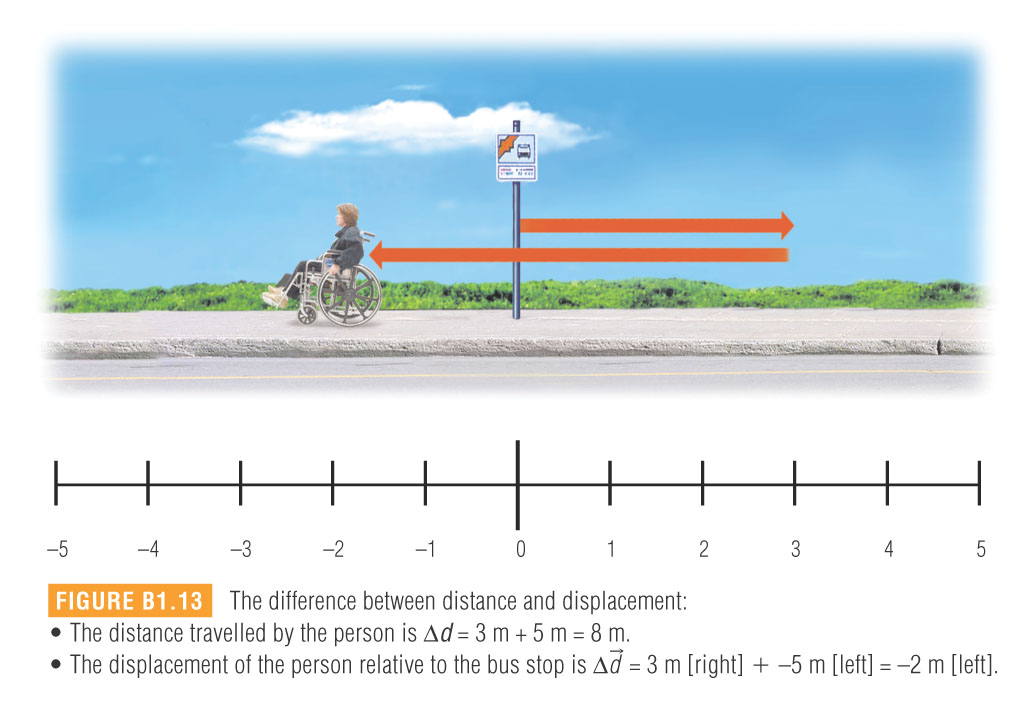 –5 –4 –3 –2 –1 0 1 2 3 4 5
FIGURE B1.13 The difference between distance and displacement:
• The distance travelled by the person is Δd = 3 m + 5 m = 8 m.
• The displacement of the person relative to the bus stop is Δd⃗ = 3 m [right] + –5 m [left] = –2 m [left].